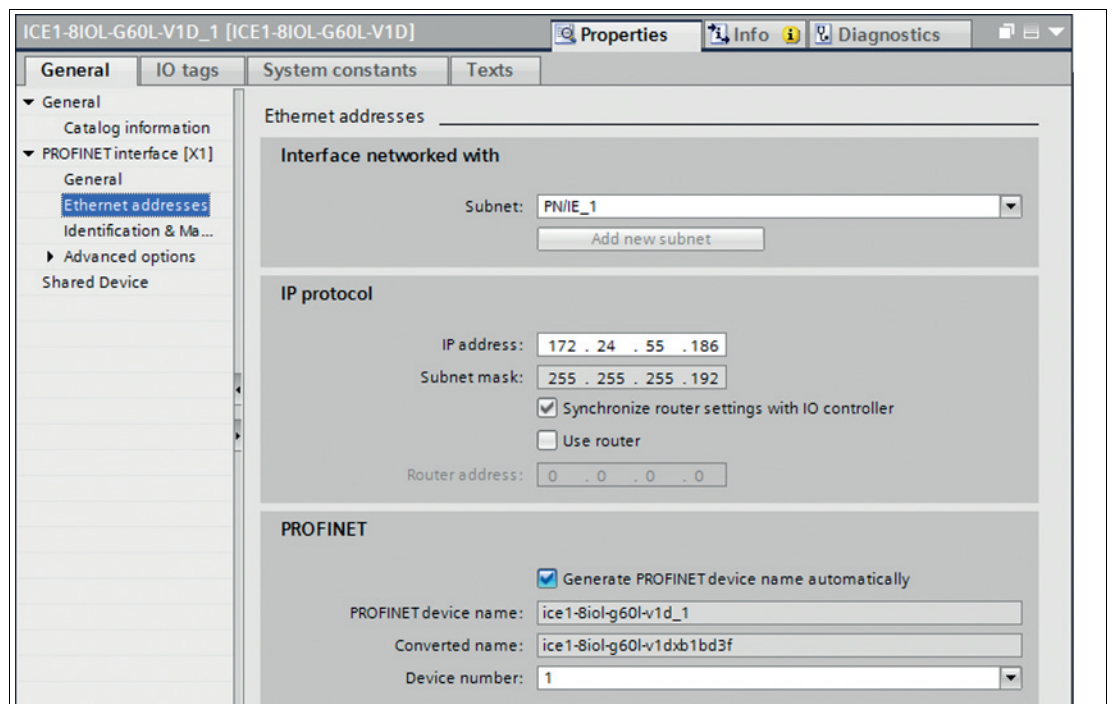 ICE1-8IOL-G60L-V1D_1 [ICE1-8IOL-G60L-V1D]
Properties
Info
Diagnostics
General
IO tags
System constants
Texts
General
Catalog information
PROFINET interface [X1]
General
Ethernet addresses
Identification & Ma...
Advanced options
Shared Device
Ethernet addresses
Interface networked with
Subnet: PN/IE_1
Add new subnet
IP protocol
IP address: 172 . 24 . 55 . 186
Subnet mask: 255 . 255 . 255 . 192
Synchronize router settings with IO controller
Use router
Router address: 0 . 0 . 0 . 0
PROFINET
Generate PROFINET device name automatically
PROFINET device name: ice1-8iol-g60l-v1d_1
Converted name: ice1-8iol-g60l-v1dxb1bd3f
Device number: 1